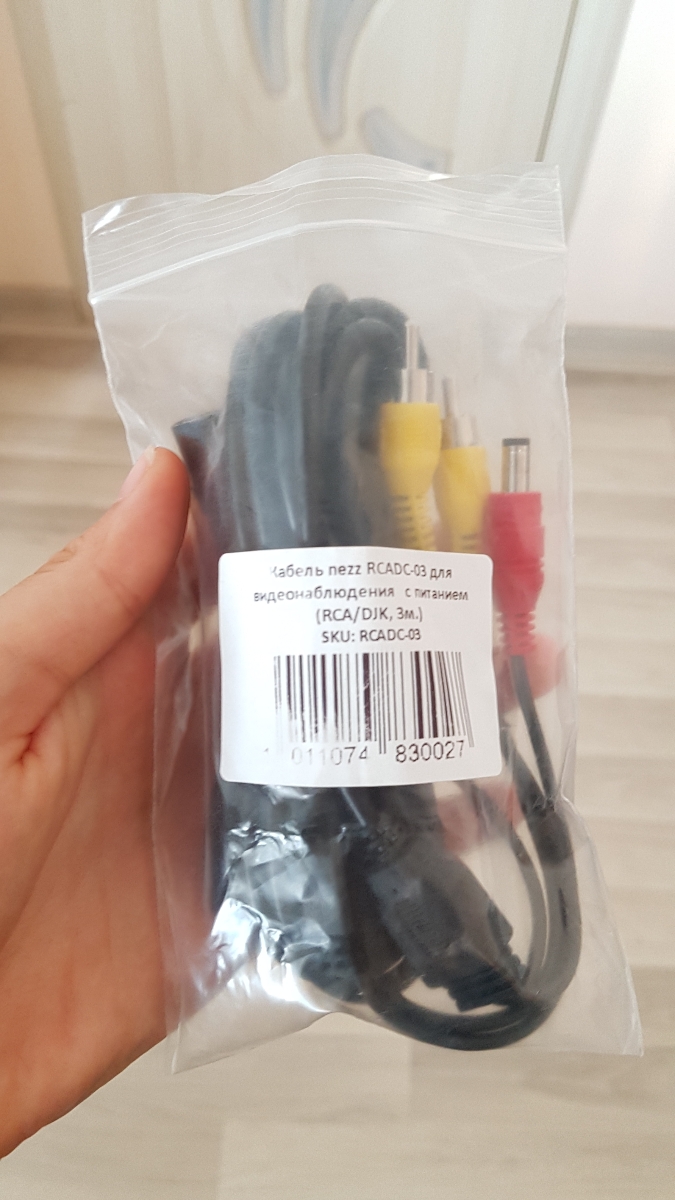 Кабель nezz RCADC-03 для
видеонаблюдения с питанием
(RCA/DJK, 3м.)
SKU: RCADC-03
011074 830027